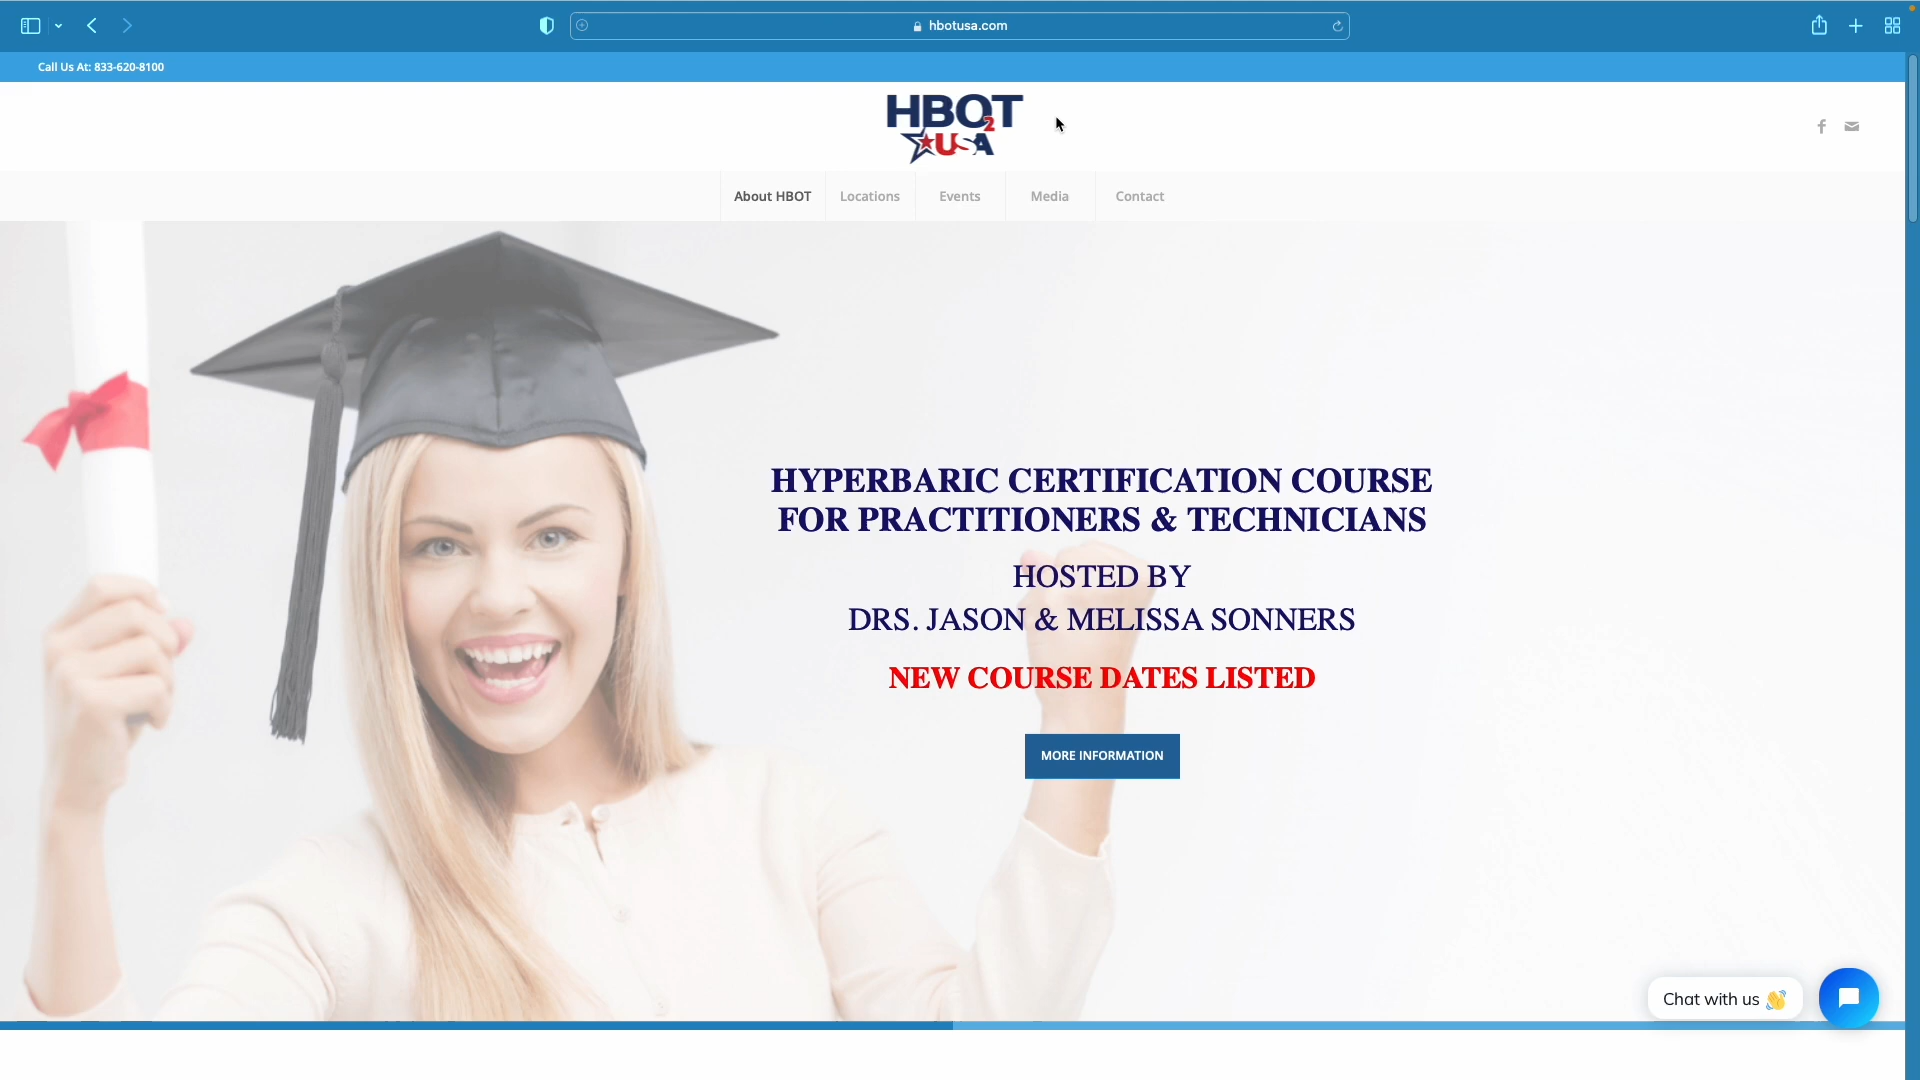 hbotusa.com
Call Us At: 833-620-8100
HBOT
2
USA
About HBOT
Locations
Events
Media
Contact
HYPERBARIC CERTIFICATION COURSE
FOR PRACTITIONERS & TECHNICIANS
HOSTED BY
DRS. JASON & MELISSA SONNERS
NEW COURSE DATES LISTED
MORE INFORMATION
Chat with us 👋